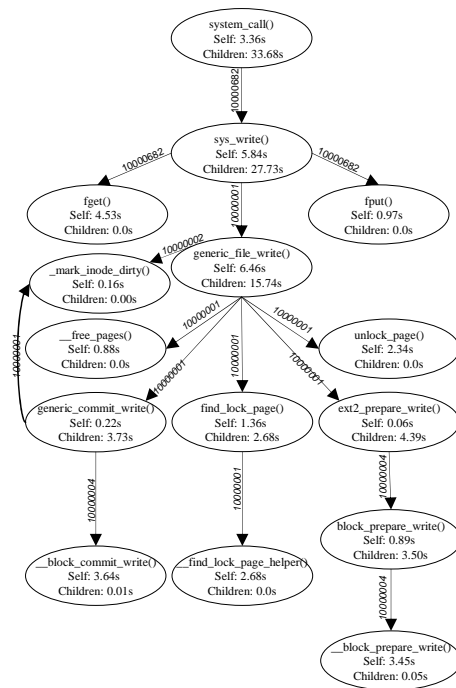 system_call()
Self: 3.36s
Children: 33.68s
10000682
sys_write()
Self: 5.84s
Children: 27.73s
10000682
10000001
10000682
fget()
Self: 4.53s
Children: 0.0s
fput()
Self: 0.97s
Children: 0.0s
10000002
generic_file_write()
Self: 6.46s
Children: 15.74s
_mark_inode_dirty()
Self: 0.16s
Children: 0.00s
10000001
10000001
10000001
10000001
10000001
10000001
__free_pages()
Self: 0.88s
Children: 0.0s
unlock_page()
Self: 2.34s
Children: 0.0s
generic_commit_write()
Self: 0.22s
Children: 3.73s
find_lock_page()
Self: 1.36s
Children: 2.68s
ext2_prepare_write()
Self: 0.06s
Children: 4.39s
10000004
10000001
10000004
block_prepare_write()
Self: 0.89s
Children: 3.50s
__block_commit_write()
Self: 3.64s
Children: 0.01s
__find_lock_page_helper()
Self: 2.68s
Children: 0.0s
10000004
__block_prepare_write()
Self: 3.45s
Children: 0.05s